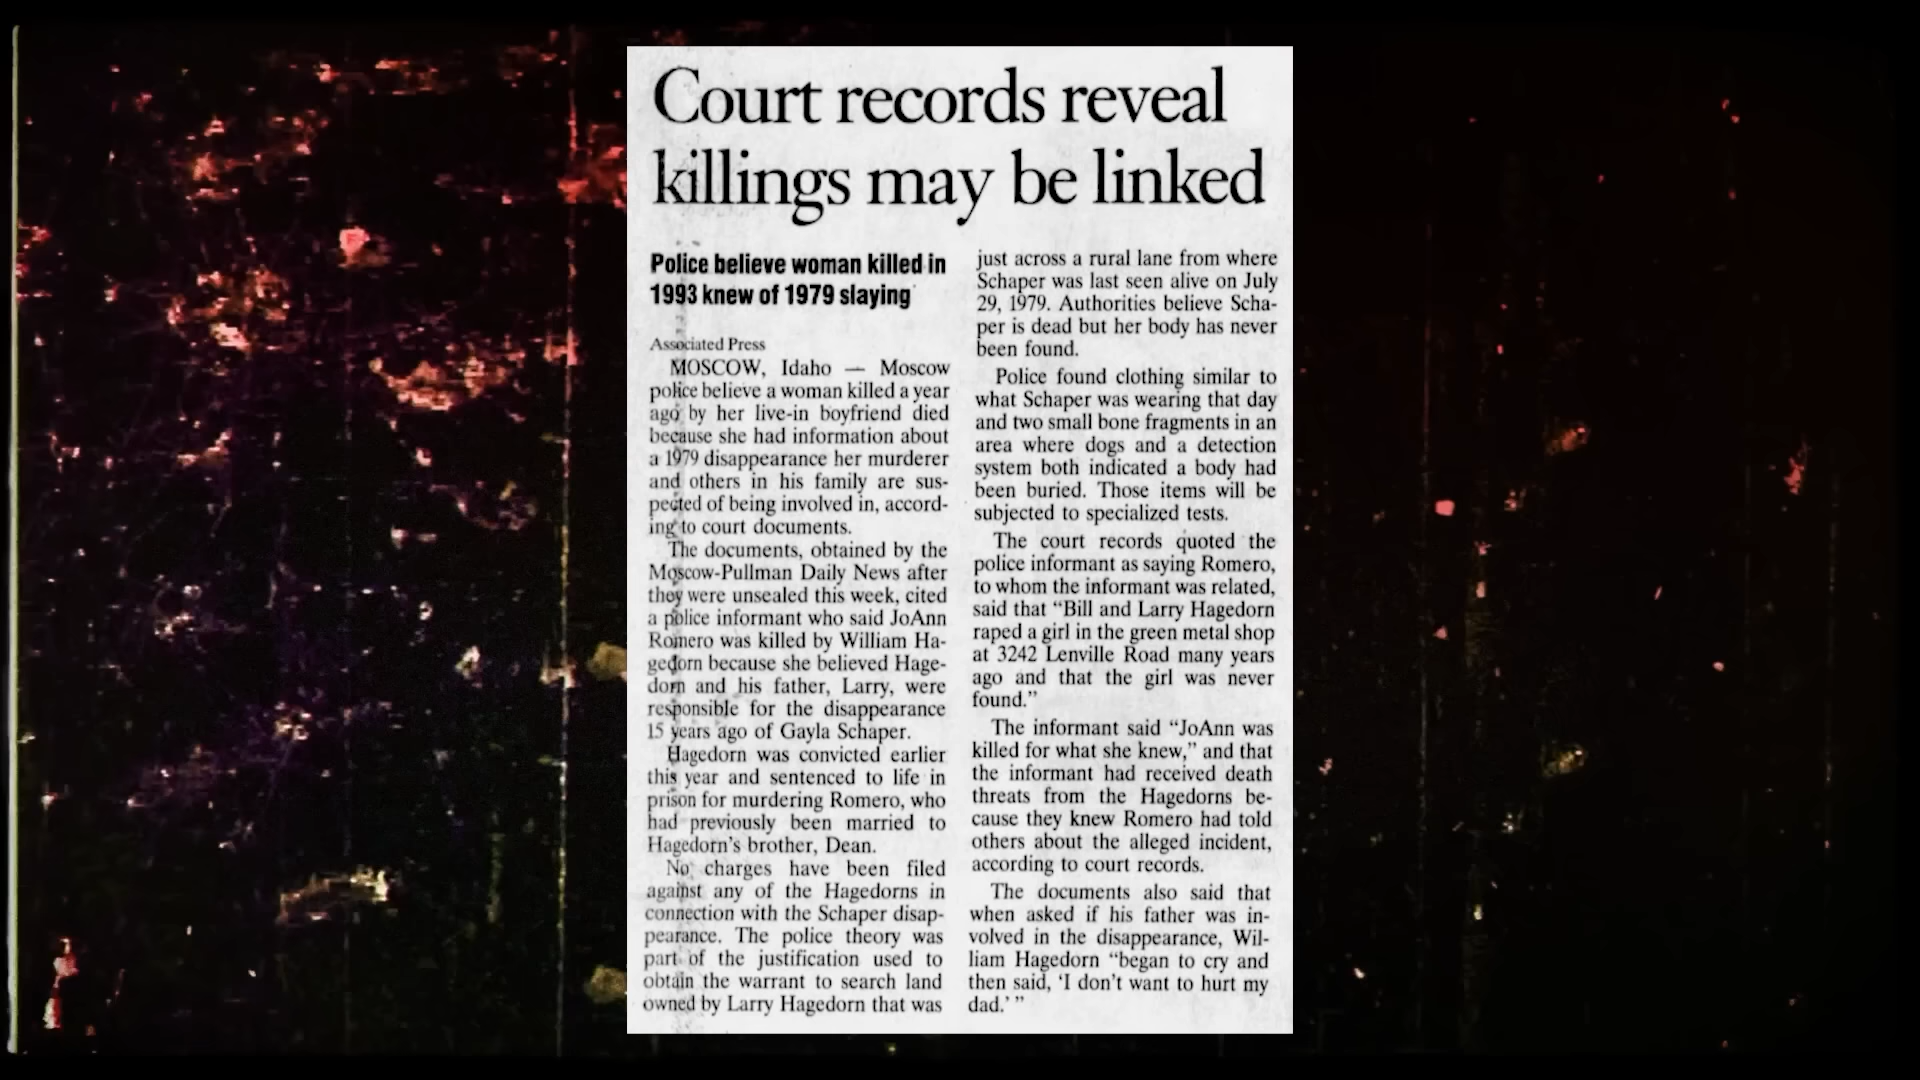 Court records reveal
killings may be linked
Police believe woman killed in
1993 knew of 1979 slaying
Associated Press
MOSCOW, Idaho — Moscow
police believe a woman killed a year
ago by her live-in boyfriend died
because she had information about
a 1979 disappearance her murderer
and others in his family are sus-
pected of being involved in, accord-
ing to court documents.
The documents, obtained by the
Moscow-Pullman Daily News after
they were unsealed this week, cited
a police informant who said JoAnn
Romero was killed by William Ha-
gedorn because she believed Hage-
dorn and his father, Larry, were
responsible for the disappearance
15 years ago of Gayla Schaper.
Hagedorn was convicted earlier
this year and sentenced to life in
prison for murdering Romero, who
had previously been married to
Hagedorn's brother, Dean.
No charges have been filed
against any of the Hagedorns in
connection with the Schaper disap-
pearance. The police theory was
part of the justification used to
obtain the warrant to search land
owned by Larry Hagedorn that was
just across a rural lane from where
Schaper was last seen alive on July
29, 1979. Authorities believe Scha-
per is dead but her body has never
been found.
Police found clothing similar to
what Schaper was wearing that day
and two small bone fragments in an
area where dogs and a detection
system both indicated a body had
been buried. Those items will be
subjected to specialized tests.
The court records quoted the
police informant as saying Romero,
to whom the informant was related,
said that "Bill and Larry Hagedorn
raped a girl in the green metal shop
at 3242 Lenville Road many years
ago and that the girl was never
found."
The informant said "JoAnn was
killed for what she knew," and that
the informant had received death
threats from the Hagedorns be-
cause they knew Romero had told
others about the alleged incident,
according to court records.
The documents also said that
when asked if his father was in-
volved in the disappearance, Wil-
liam Hagedorn "began to cry and
then said, 'I don't want to hurt my
dad.' "